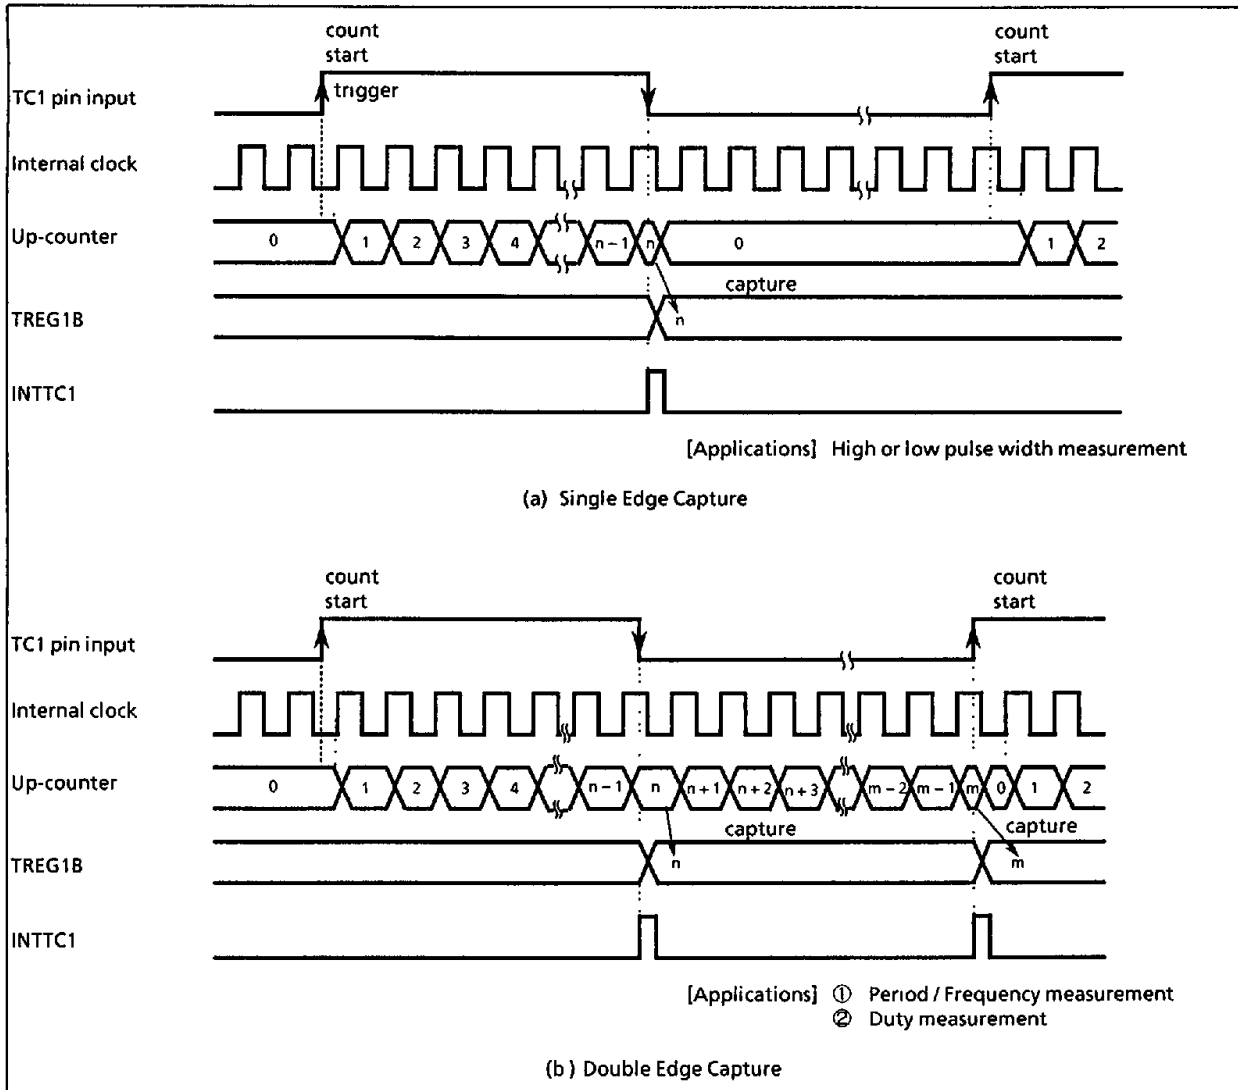 count
start
count
start
TC1 pin input
trigger
Internal clock
Up-counter
0 1 2 3 4 n-1 n 0 1 2
capture
TREG1B
n
INTTC1
[Applications] High or low pulse width measurement
(a) Single Edge Capture
count
start
count
start
TC1 pin input
Internal clock
Up-counter
0 1 2 3 4 n-1 n n+1 n+2 n+3 m-2 m-1 m 0 1 2
capture
capture
TREG1B
n
m
INTTC1
[Applications] ① Period / Frequency measurement
② Duty measurement
(b) Double Edge Capture